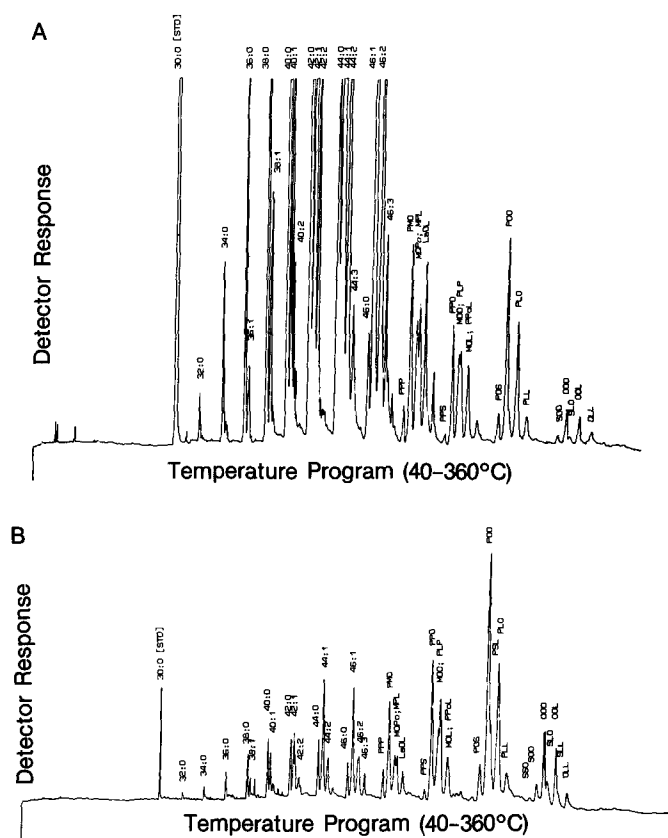 A
30:0 [STD]
32:0
34:0
36:0
36:1
38:0
38:1
40:0
40:1
40:2
42:0
42:1
42:2
44:0
44:1
44:2
44:3
46:0
46:1
46:2
46:3
PPP
PMO
MOPo; MPL
LaOL
PPS
PPO
MOO; PLP
MOL; PPoL
POS
POO
PLO
PLL
SOO
OOO
SLO
OOL
OLL
Detector Response
Temperature Program (40–360°C)
B
30:0 [STD]
32:0
34:0
36:0
38:0
38:1
40:0
40:1
42:0
42:1
42:2
44:0
44:1
44:2
46:0
46:1
46:2
46:3
PPP
PMO
MOPo;MPL
LaOL
PPS
PPO
MOO; PLP
MOL; PPoL
POS
POO
PSL
PLO
PLL
SSO
SOO
OOO
SLO
OOL
SLL
OLL
Detector Response
Temperature Program (40–360°C)